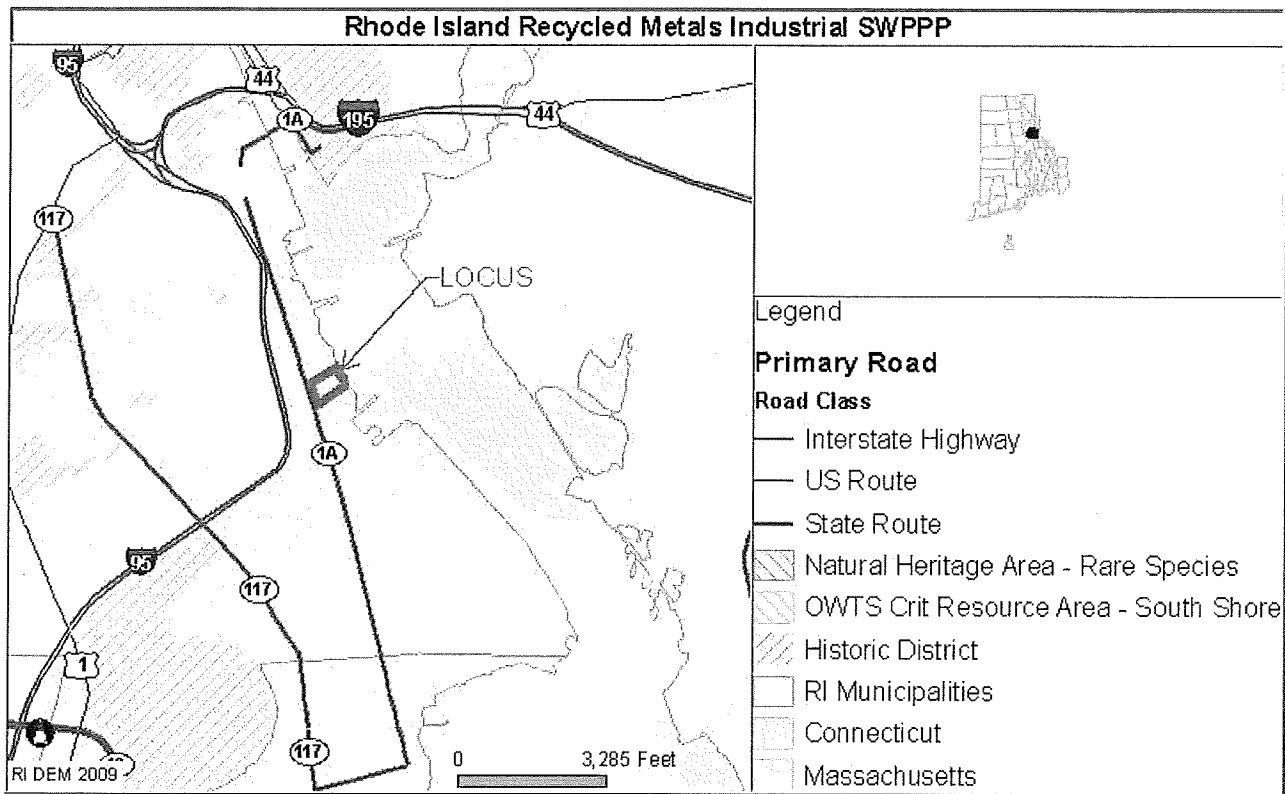 Rhode Island Recycled Metals Industrial SWPPP
95
44
1A
195
44
117
LOCUS
1A
95
117
1
117
RI DEM 2009
0 3,285 Feet
Legend
Primary Road
Road Class
Interstate Highway
US Route
State Route
Natural Heritage Area - Rare Species
OWTS Crit Resource Area - South Shore
Historic District
RI Municipalities
Connecticut
Massachusetts